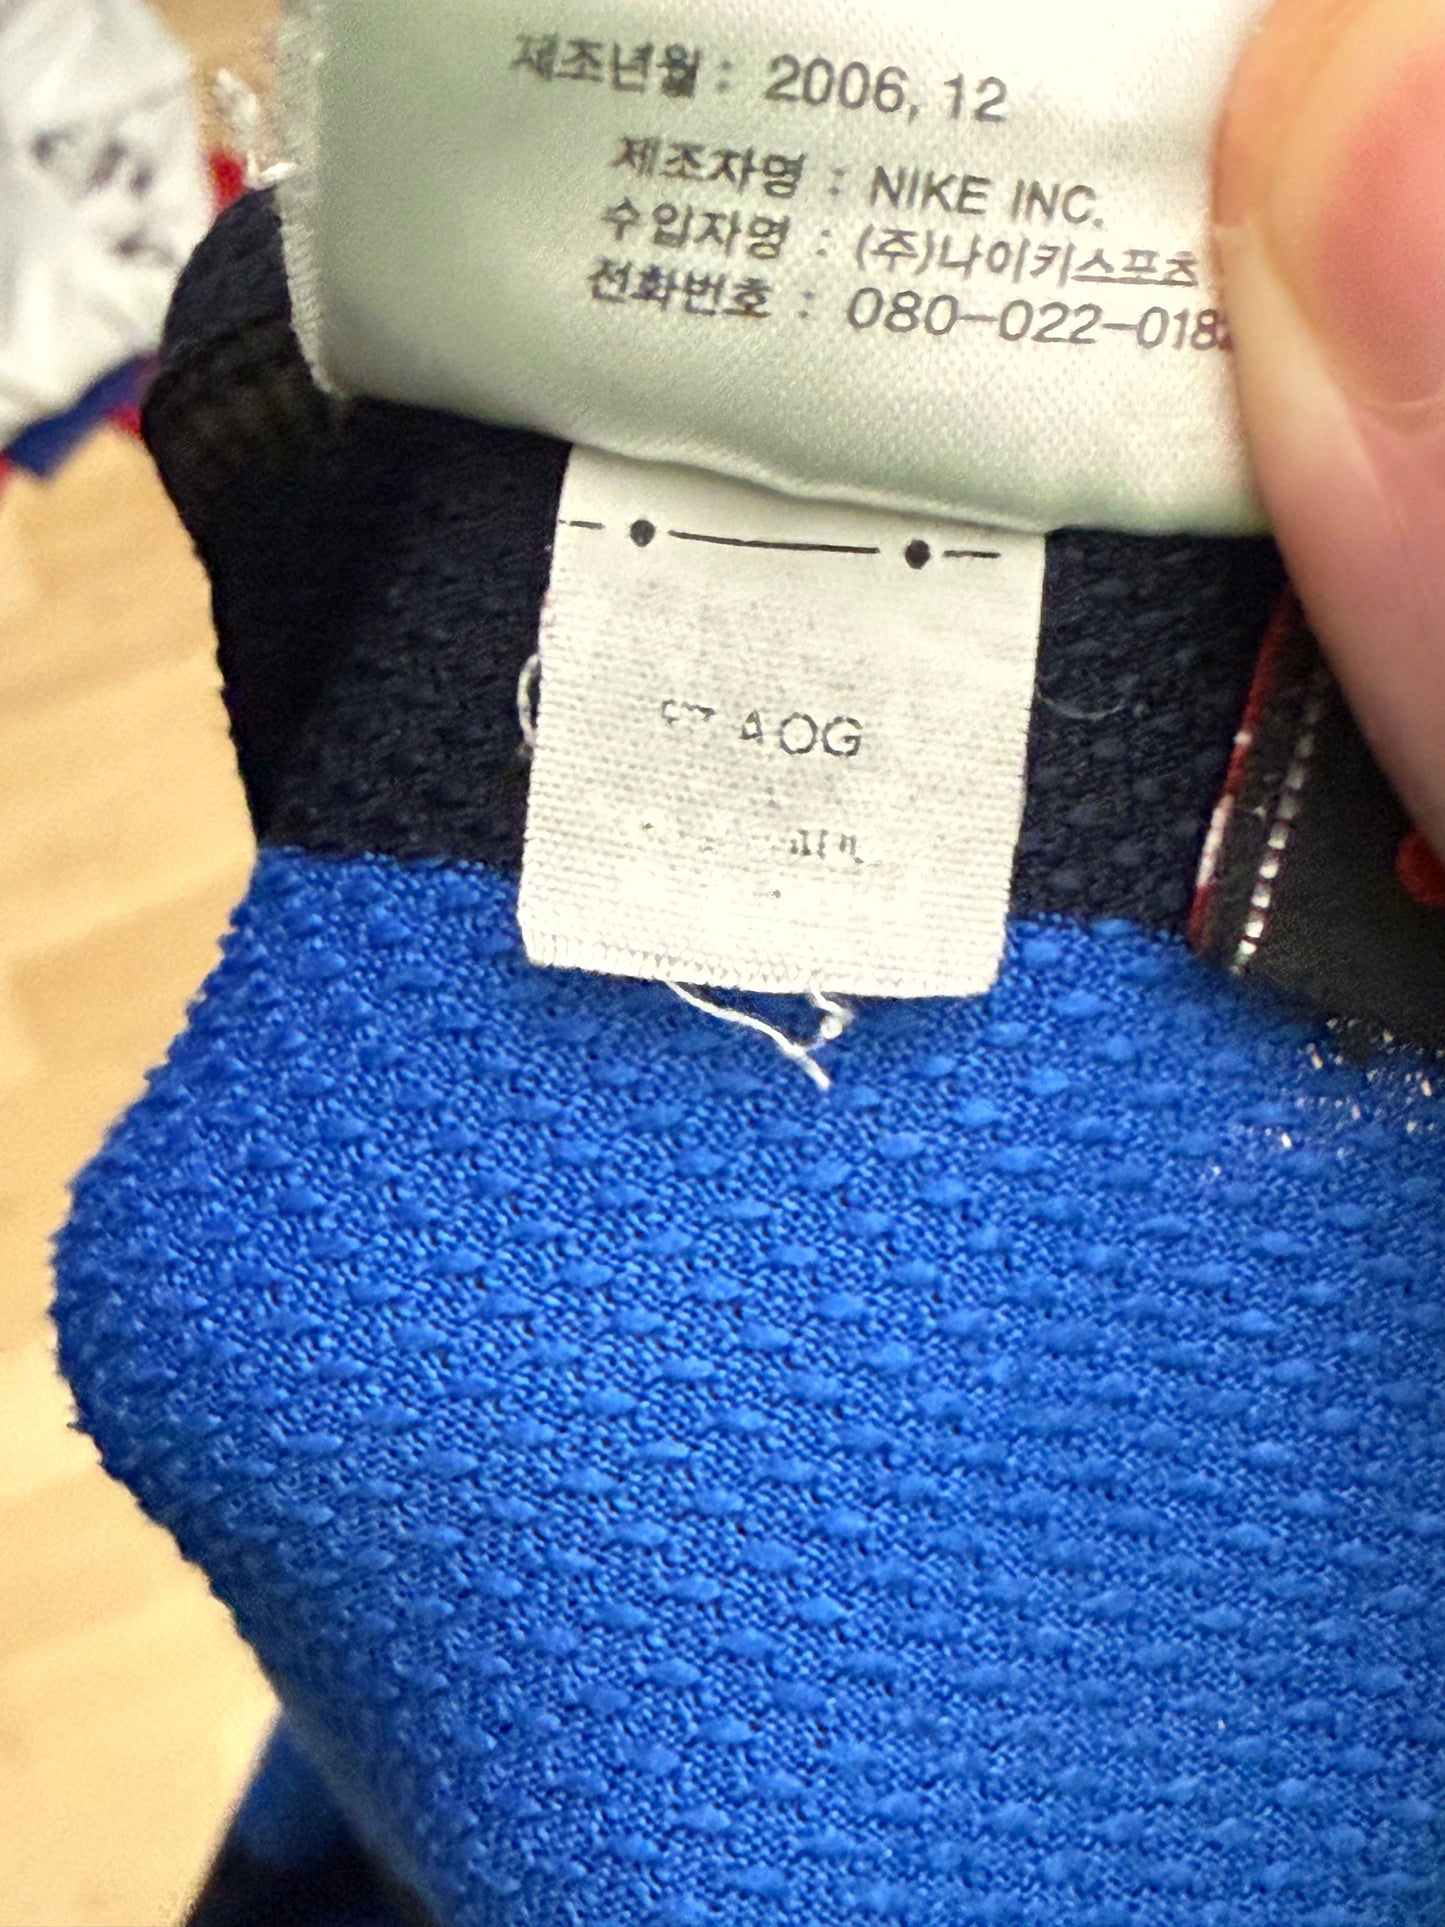 제조년월 : 2006, 12
제조자명 : NIKE INC.
수입자명 : (주)나이키스포츠
전화번호 : 080-022-018
OG